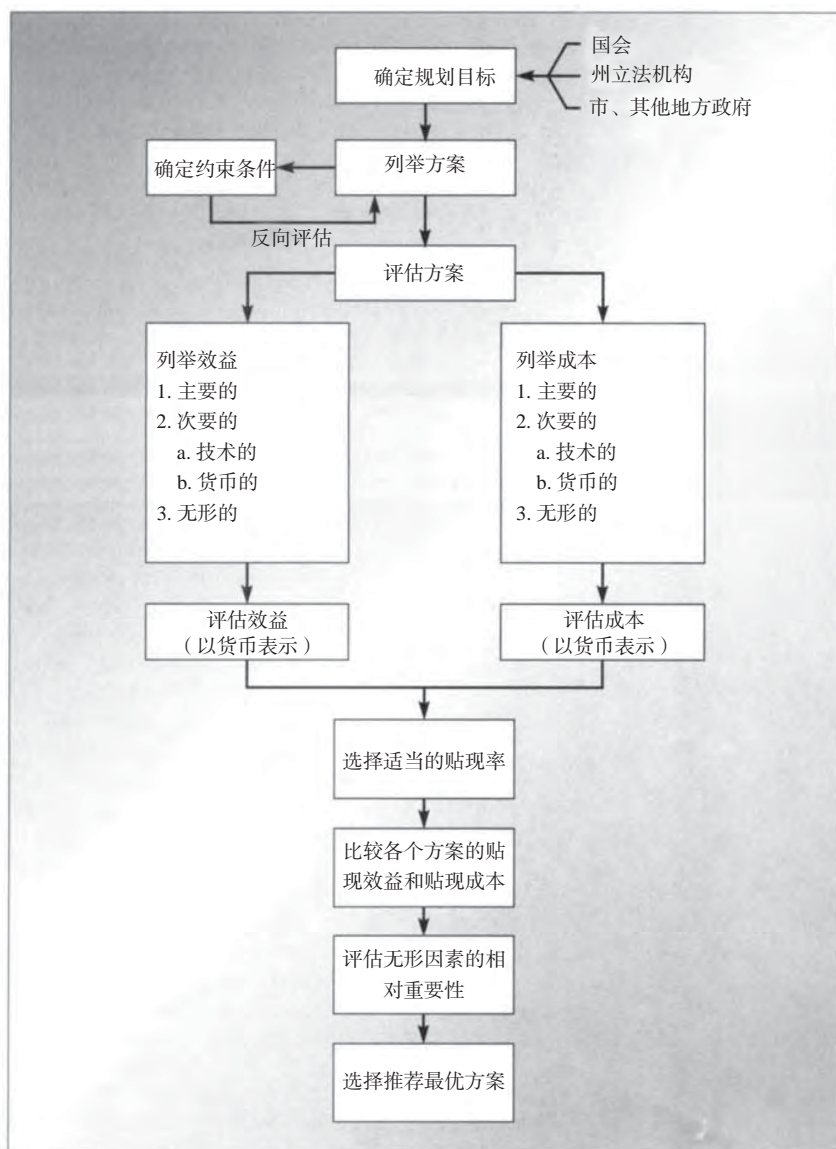 确定规划目标
国会
州立法机构
市、其他地方政府
确定约束条件
列举方案
反向评估
评估方案
列举效益
1. 主要的
2. 次要的
a. 技术的
b. 货币的
3. 无形的
列举成本
1. 主要的
2. 次要的
a. 技术的
b. 货币的
3. 无形的
评估效益
（以货币表示）
评估成本
（以货币表示）
选择适当的贴现率
比较各个方案的贴
现效益和贴现成本
评估无形因素的相
对重要性
选择推荐最优方案